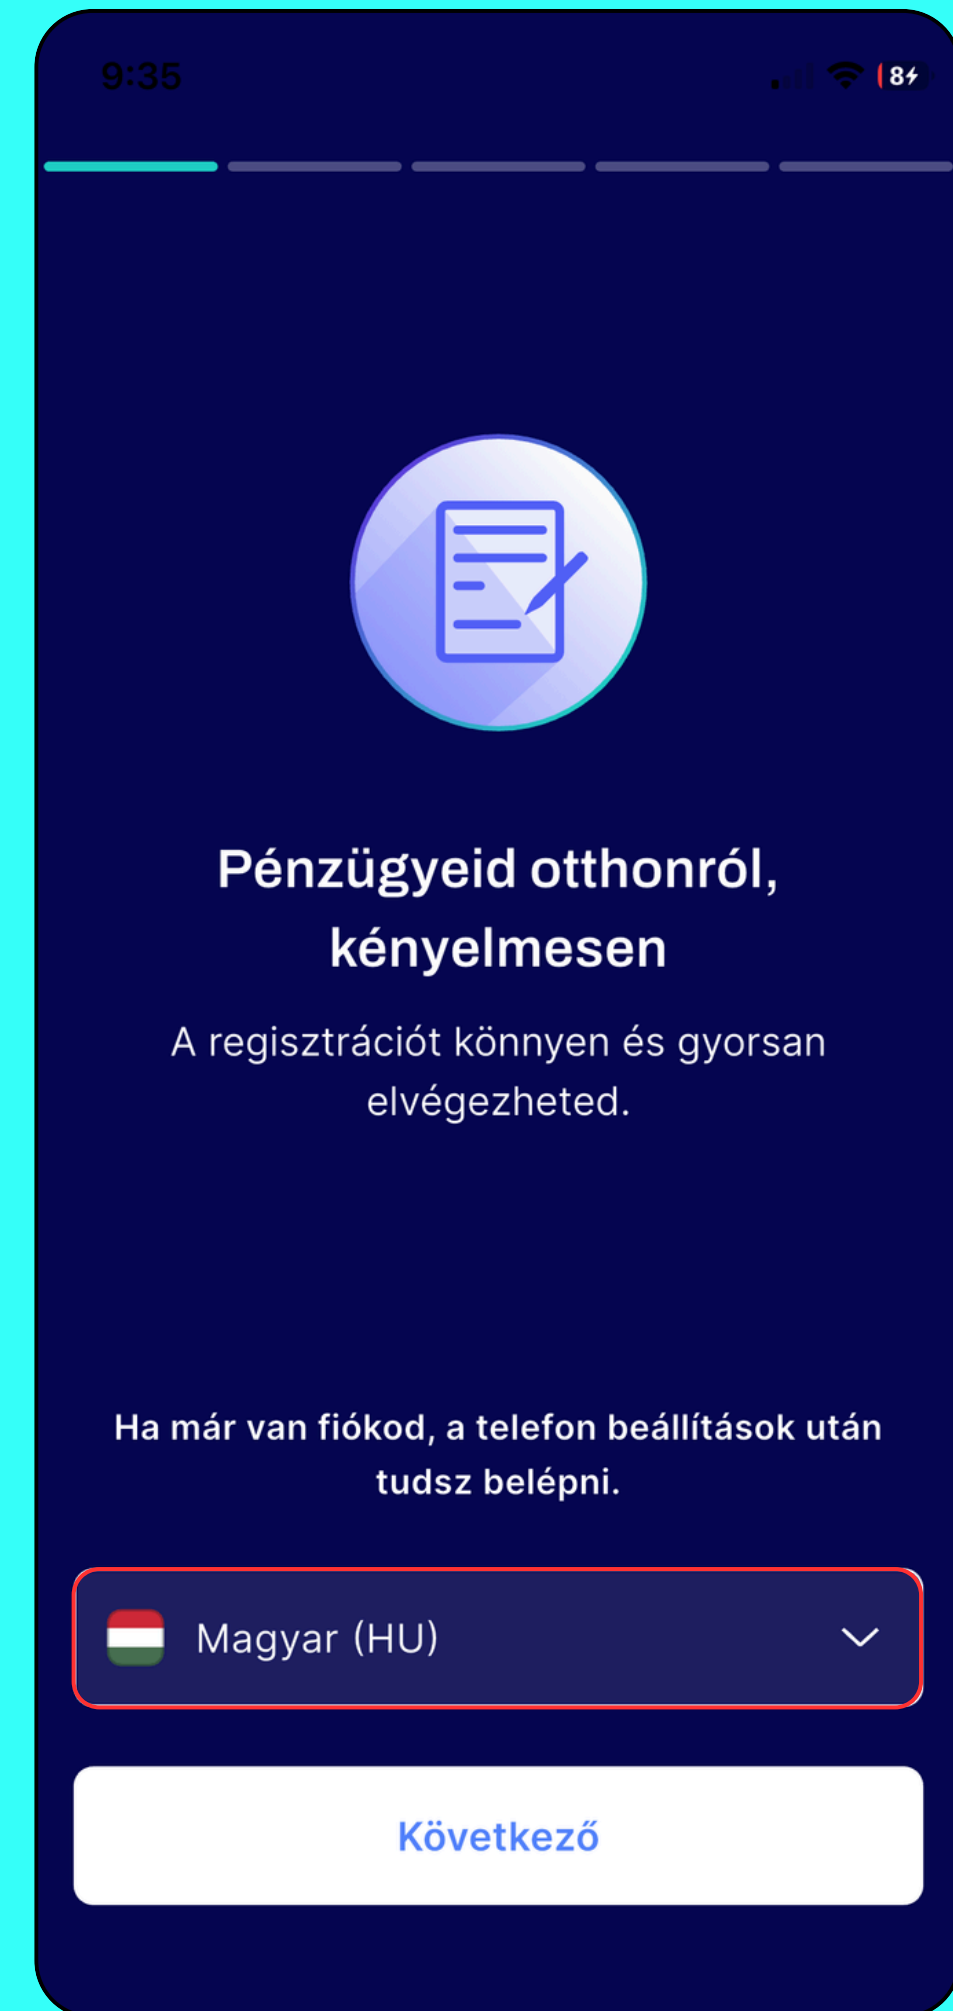 9:35
8
Pénzügyeid otthonról,
kényelmesen
A regisztrációt könnyen és gyorsan
elvégezheted.
Ha már van fiókod, a telefon beállítások után
tudsz belépni.
Magyar (HU)
Következő